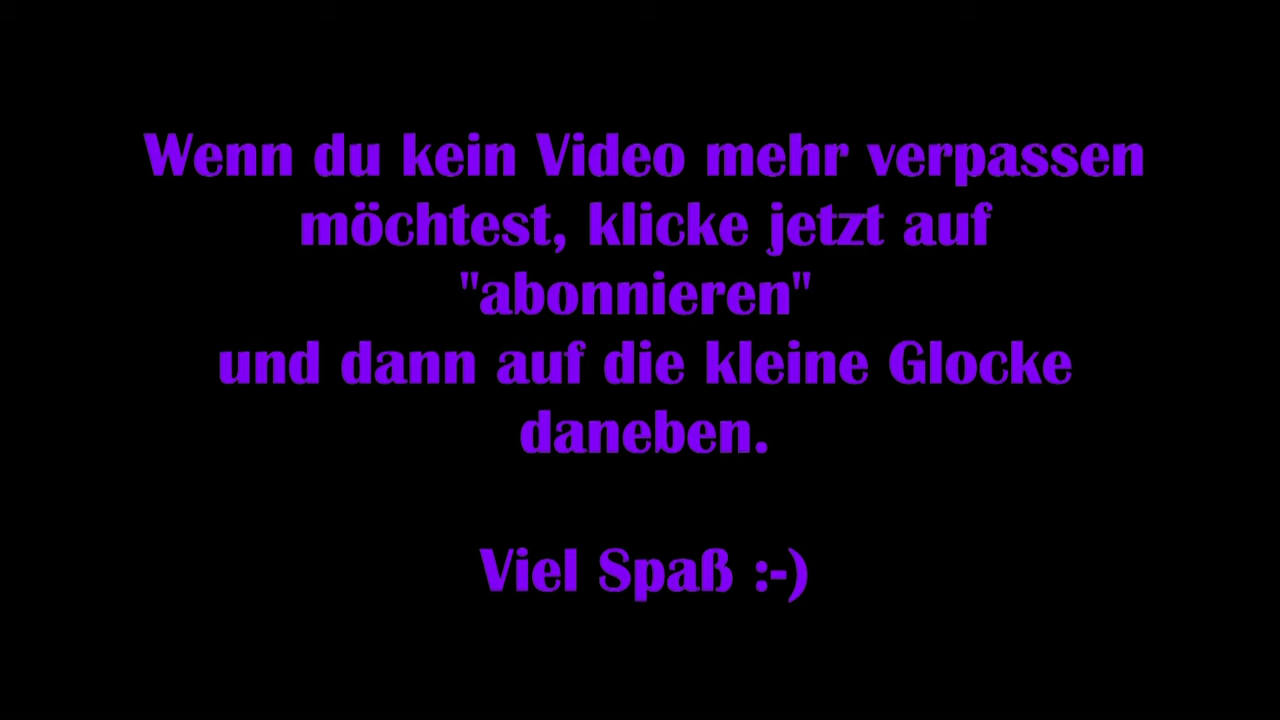 Wenn du kein Video mehr verpassen
möchtest, klicke jetzt auf
"abonnieren"
und dann auf die kleine Glocke
daneben.
Viel Spaß :-)